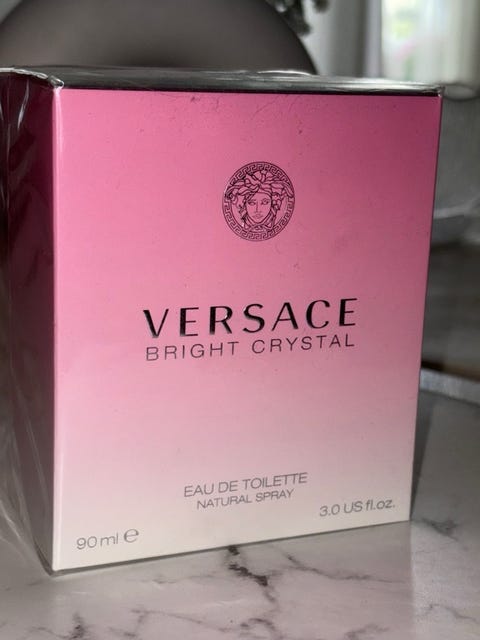 VERSACE
BRIGHT CRYSTAL
EAU DE TOILETTE
NATURAL SPRAY
90 ml ℮
3.0 US fl.oz.